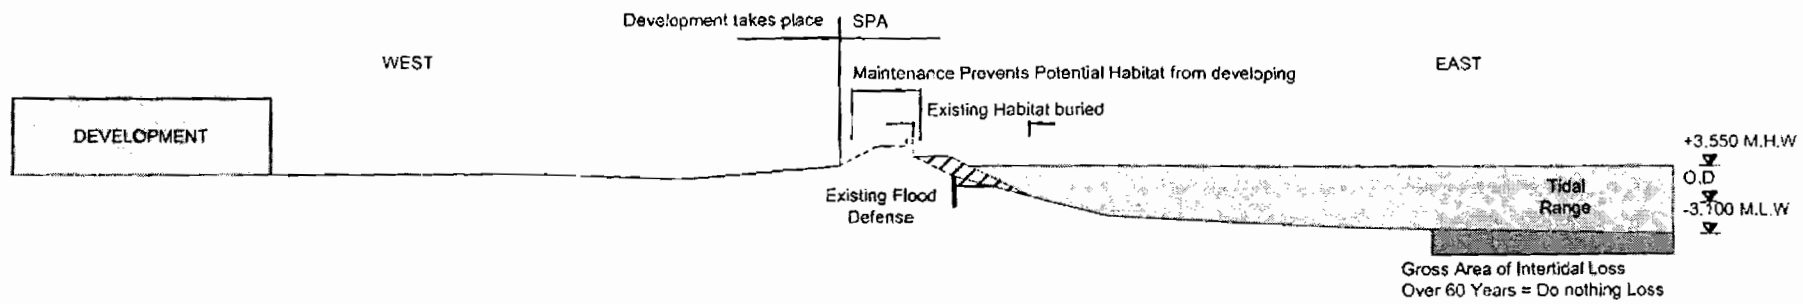 Development takes place
SPA
WEST
EAST
Maintenance Prevents Potential Habitat from developing
Existing Habitat buried
DEVELOPMENT
+3.550 M.H.W
O.D
-3.700 M.L.W
Tidal
Range
Existing Flood
Defense
Gross Area of Intertidal Loss
Over 60 Years = Do nothing Loss